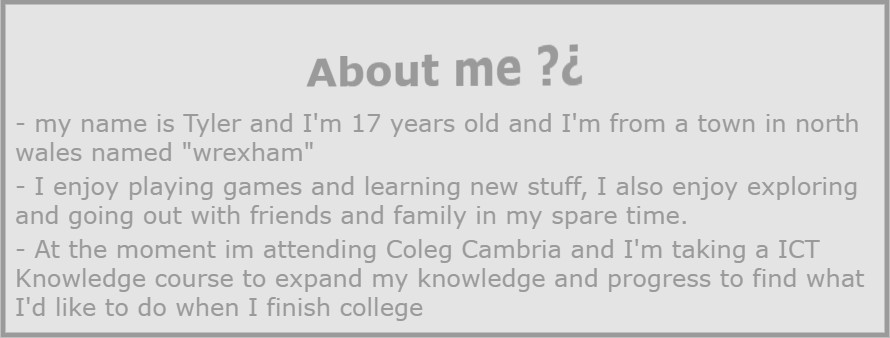 About me ?¿
- my name is Tyler and I'm 17 years old and I'm from a town in north
wales named "wrexham"
- I enjoy playing games and learning new stuff, I also enjoy exploring
and going out with friends and family in my spare time.
- At the moment im attending Coleg Cambria and I'm taking a ICT
Knowledge course to expand my knowledge and progress to find what
I'd like to do when I finish college